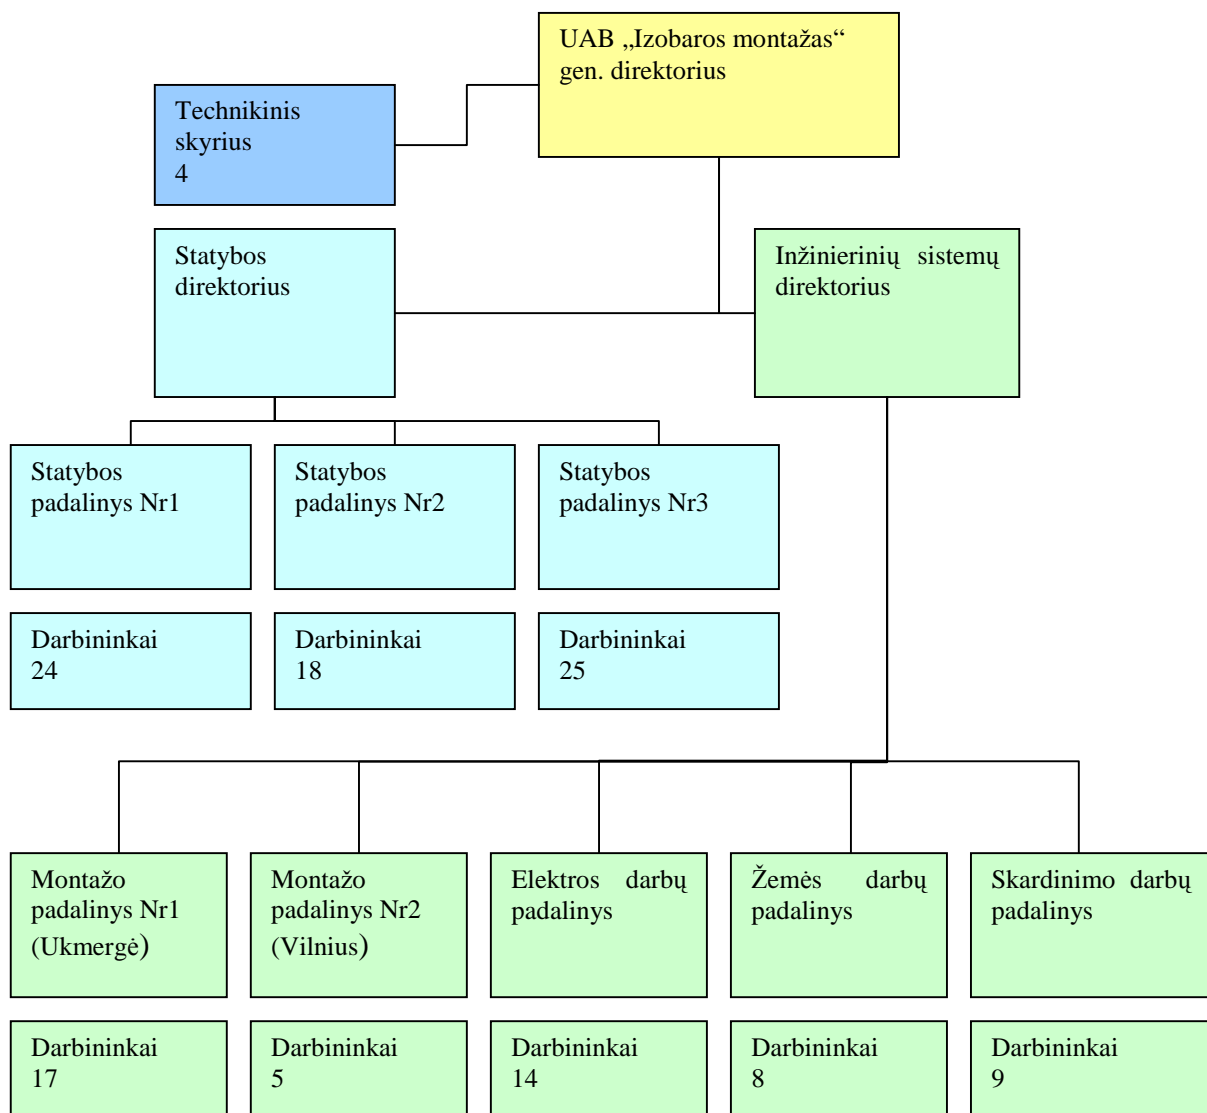 UAB „Izobaros montažas“
gen. direktorius
Technikinis
skyrius
4
Statybos
direktorius
Inžinierinių sistemų
direktorius
Statybos
padalinys Nr1
Statybos
padalinys Nr2
Statybos
padalinys Nr3
Darbininkai
24
Darbininkai
18
Darbininkai
25
Montažo
padalinys Nr1
(Ukmergė)
Montažo
padalinys Nr2
(Vilnius)
Elektros darbų
padalinys
Žemės darbų
padalinys
Skardinimo darbų
padalinys
Darbininkai
17
Darbininkai
5
Darbininkai
14
Darbininkai
8
Darbininkai
9